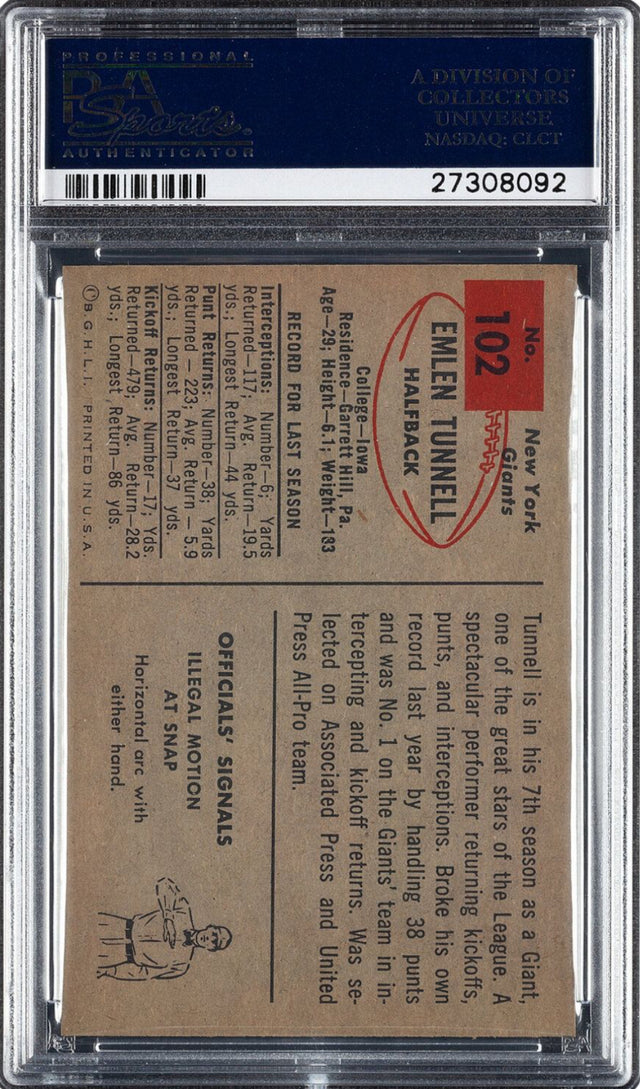 PROFESSIONAL
PSA
Sports
AUTHENTICATOR
A DIVISION OF
COLLECTORS
UNIVERSE
NASDAQ: CLCT
27308092
No.
102
New York
Giants
EMLEN TUNNELL
HALFBACK
College—Iowa
Residence—Garrett Hill, Pa.
Age—29; Height—6.1; Weight—183
RECORD FOR LAST SEASON
Interceptions: Number—6; Yards
Returned—117; Avg. Return—19.5
yds.; Longest Return—44 yds.
Punt Returns: Number—38; Yards
Returned — 223; Avg. Return — 5.9
yds.; Longest Return—37 yds.
Kickoff Returns: Number—17; Yds.
Returned—479; Avg. Return—28.2
yds.; Longest Return—86 yds.
©B.G.H.L.I. PRINTED IN U.S.A.
Tunnell is in his 7th season as a Giant,
one of the great stars of the League. A
spectacular performer returning kickoffs,
punts, and interceptions. Broke his own
record last year by handling 38 punts
and was No. 1 on the Giants' team in in-
tercepting and kickoff returns. Was se-
lected on Associated Press and United
Press All-Pro team.
OFFICIALS' SIGNALS
ILLEGAL MOTION
AT SNAP
Horizontal arc with
either hand.